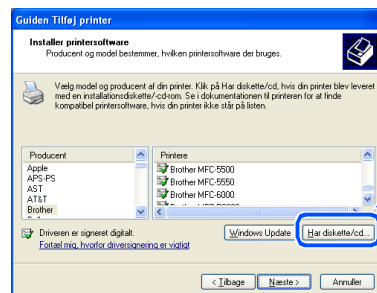 Guiden Tilføj printer
Installer printersoftware
Producent og model bestemmer, hvilken printersoftware der bruges.
Vælg model og producent af din printer. Klik på Har diskette/cd, hvis din printer blev leveret
med en installationsdiskette/-cd-rom. Se i dokumentationen til printeren for at finde
kompatibel printersoftware, hvis din printer ikke står på listen.
Producent
Printere
Apple
APS-PS
AST
AT&T
Brother
Brother MFC-5500
Brother MFC-5550
Brother MFC-6000
Driveren er signeret digitalt.
Fortæl mig, hvorfor driversignering er vigtigt
Windows Update
Har diskette/cd...
< Tilbage
Næste >
Annuller